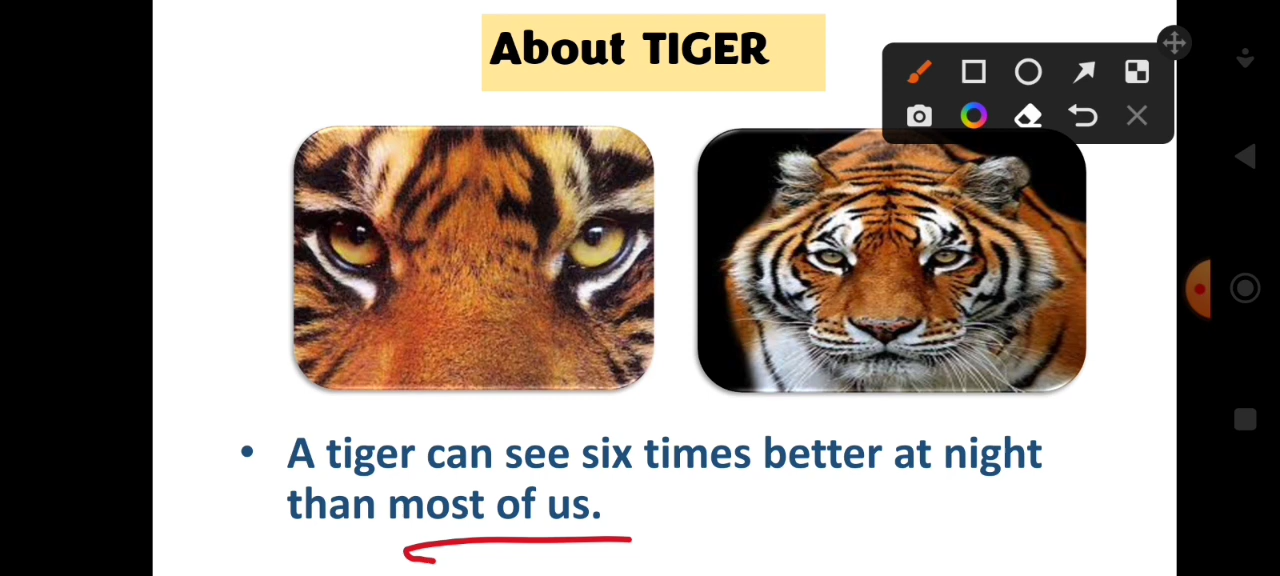 About TIGER
• A tiger can see six times better at night
than most of us.